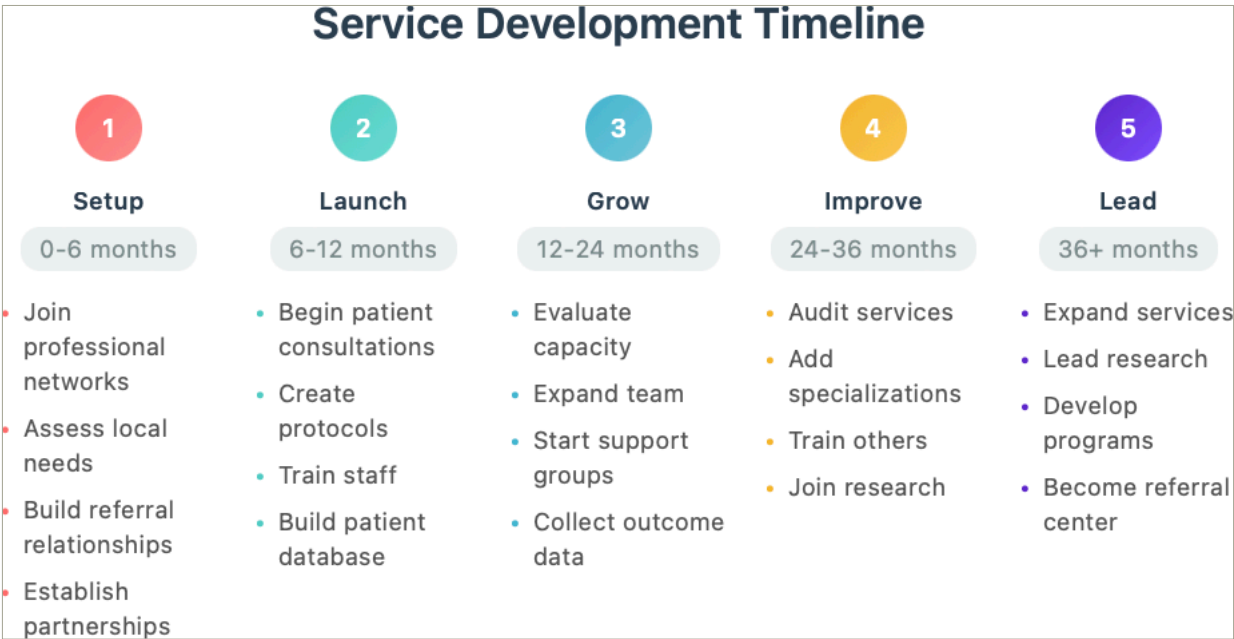 Service Development Timeline
1
Setup
0-6 months
• Join
professional
networks
• Assess local
needs
• Build referral
relationships
• Establish
partnerships
2
Launch
6-12 months
• Begin patient
consultations
• Create
protocols
• Train staff
• Build patient
database
3
Grow
12-24 months
• Evaluate
capacity
• Expand team
• Start support
groups
• Collect outcome
data
4
Improve
24-36 months
• Audit services
• Add
specializations
• Train others
• Join research
5
Lead
36+ months
• Expand services
• Lead research
• Develop
programs
• Become referral
center